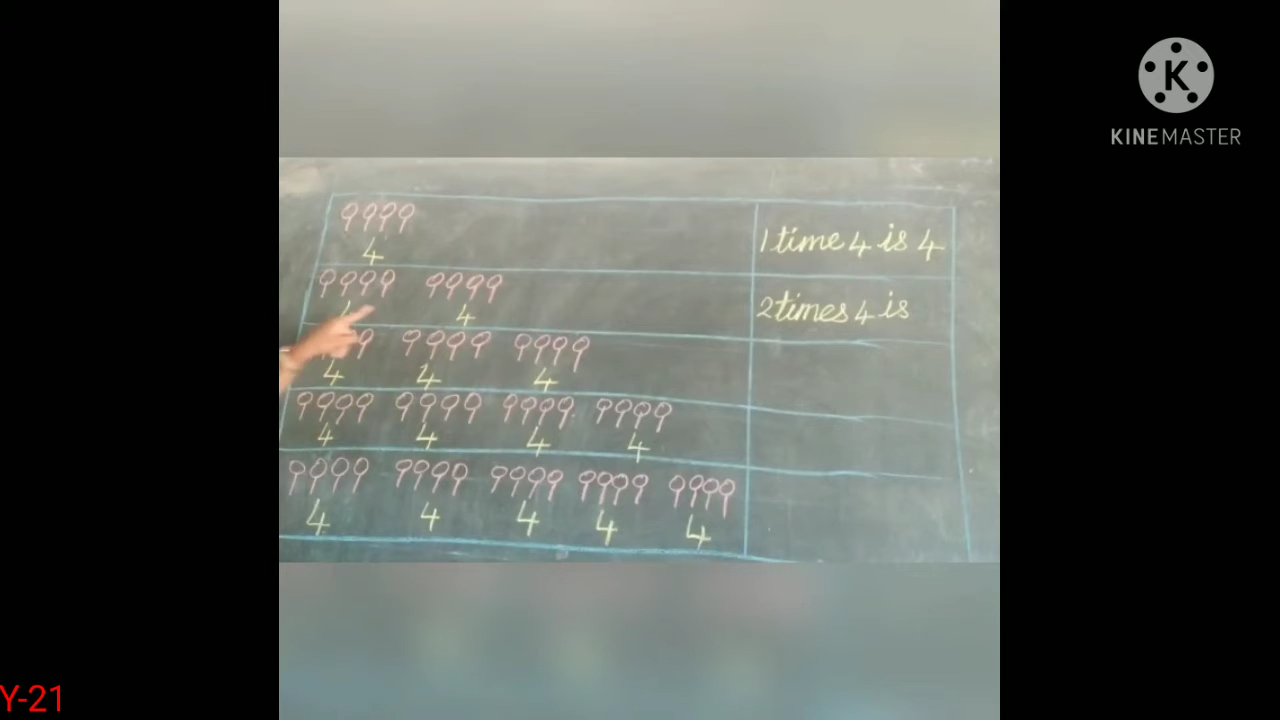 KINEMASTER
4
1 time 4 is 4
4 4
2 times 4 is
4 4 4
4 4 4 4
4 4 4 4 4
Y-21